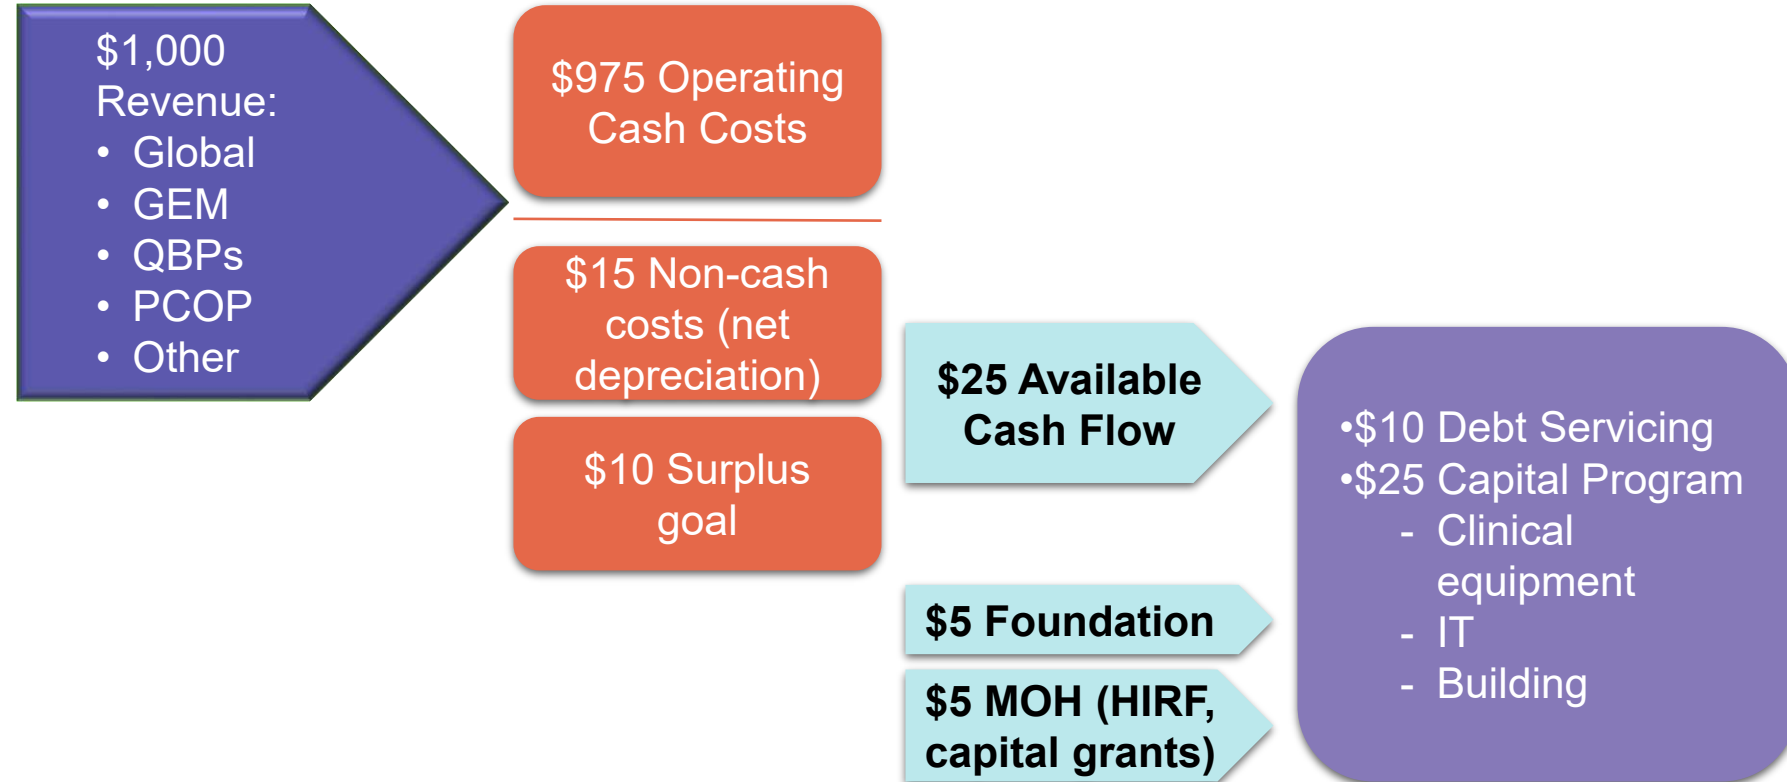 $1,000
Revenue:
• Global
• GEM
• QBPs
• PCOP
• Other
$975 Operating
Cash Costs
$15 Non-cash
costs (net
depreciation)
$10 Surplus
goal
$25 Available
Cash Flow
$5 Foundation
$5 MOH (HIRF,
capital grants)
•$10 Debt Servicing
•$25 Capital Program
- Clinical
equipment
- IT
- Building